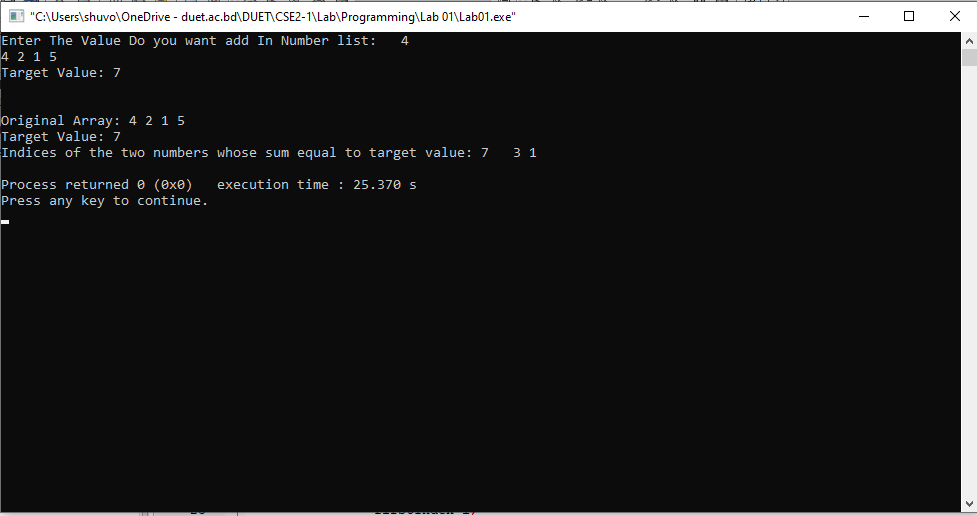 "C:\Users\shuvo\OneDrive - duet.ac.bd\DUET\CSE2-1\Lab\Programming\Lab 01\Lab01.exe"
Enter The Value Do you want add In Number list:   4
4 2 1 5
Target Value: 7
Original Array: 4 2 1 5
Target Value: 7
Indices of the two numbers whose sum equal to target value: 7   3 1
Process returned 0 (0x0)   execution time : 25.370 s
Press any key to continue.